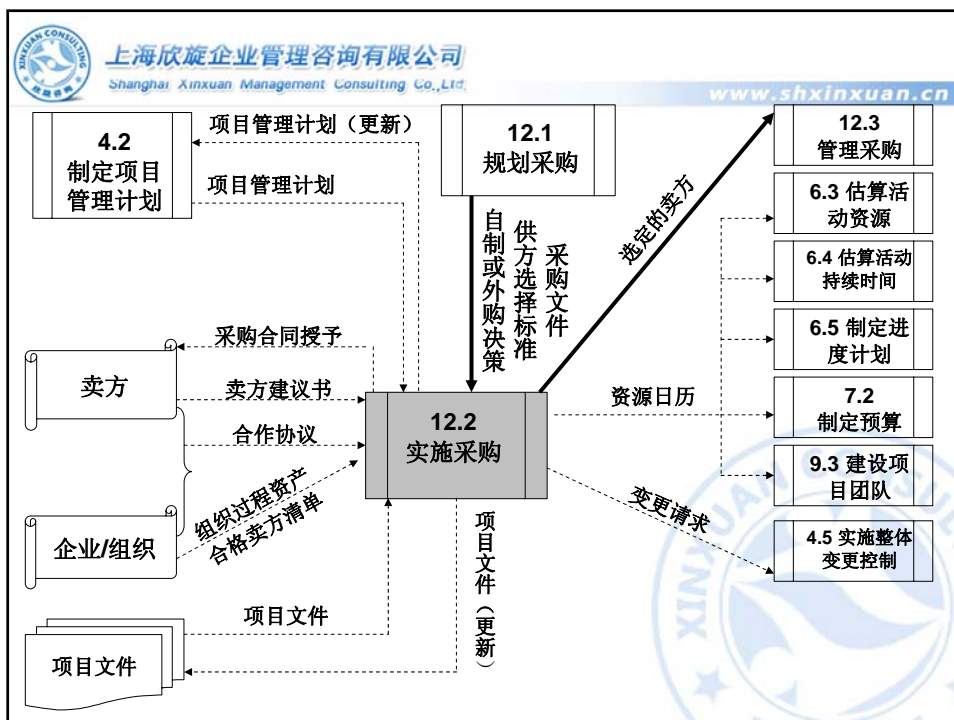 XINXUAN CONSULTING
欣旋咨询
上海欣旋企业管理咨询有限公司
Shanghai Xinxuan Management Consulting Co.,Ltd.
www.shxinxuan.cn
4.2
制定项目
管理计划
项目管理计划（更新）
项目管理计划
12.1
规划采购
12.3
管理采购
采购文件
供方选择标准
自制或外购决策
选定的卖方
6.3 估算活
动资源
6.4 估算活动
持续时间
6.5 制定进
度计划
7.2
制定预算
9.3 建设项
目团队
4.5 实施整体
变更控制
采购合同授予
卖方
卖方建议书
合作协议
12.2
实施采购
资源日历
组织过程资产
合格卖方清单
企业/组织
变更请求
项目文件（更新）
项目文件
项目文件
XINXUAN CONSU